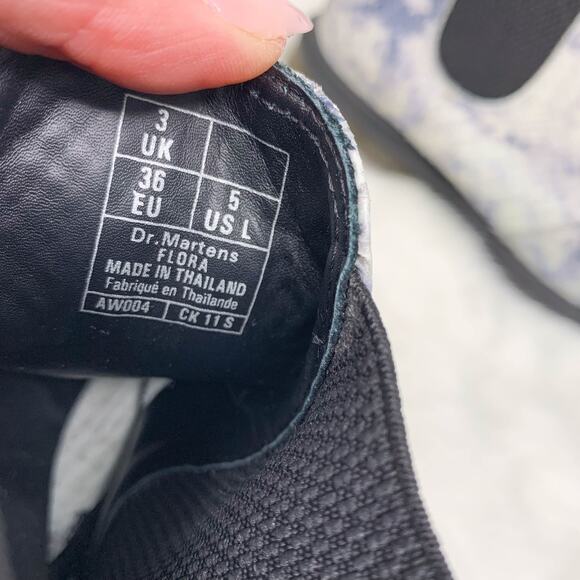 3
UK
36
EU
5
US L
Dr.Martens
FLORA
MADE IN THAILAND
Fabriqué en Thaïlande
AW004
CK 11 S